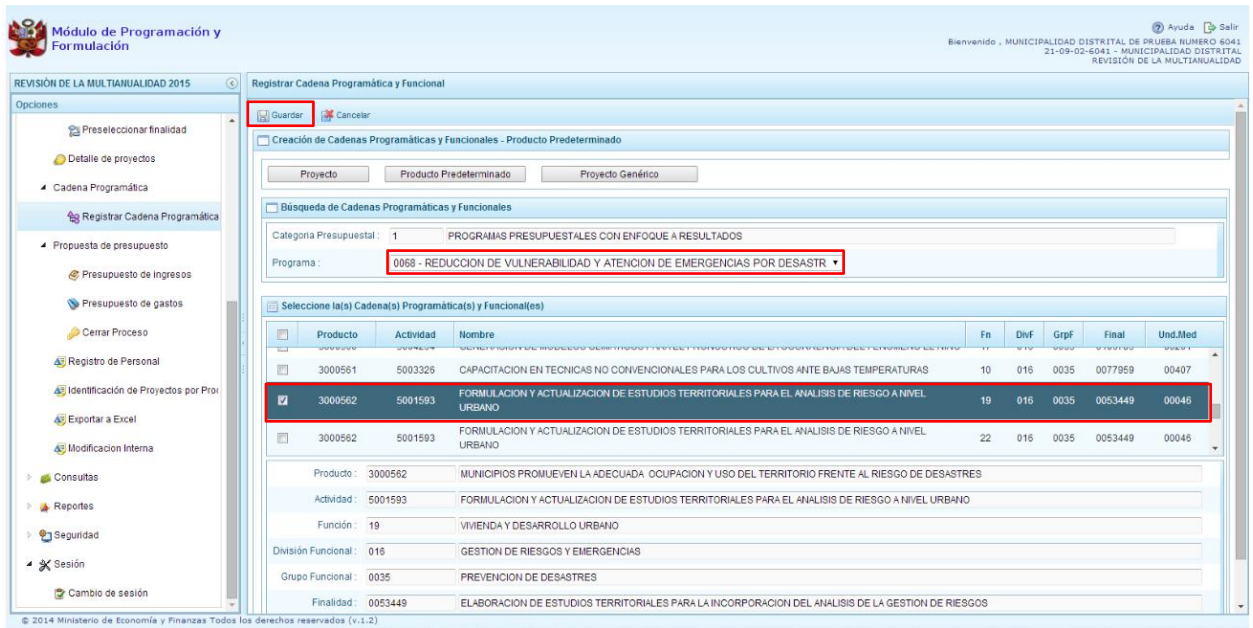 Módulo de Programación y
Formulación
Ayuda Salir
Bienvenido , MUNICIPALIDAD DISTRITAL DE PRUEBA NUMERO 6041
21-09-02-6041 - MUNICIPALIDAD DISTRITAL
REVISIÓN DE LA MULTIANUALIDAD
REVISIÓN DE LA MULTIANUALIDAD 2015
Opciones
Preseleccionar finalidad
Detalle de proyectos
Cadena Programática
Registrar Cadena Programática
Propuesta de presupuesto
Presupuesto de ingresos
Presupuesto de gastos
Cerrar Proceso
Registro de Personal
Identificación de Proyectos por Pro
Exportar a Excel
Modificacion Interna
Consultas
Reportes
Seguridad
Sesión
Cambio de sesión
Registrar Cadena Programática y Funcional
Guardar Cancelar
Creación de Cadenas Programáticas y Funcionales - Producto Predeterminado
Proyecto Producto Predeterminado Proyecto Genérico
Búsqueda de Cadenas Programáticas y Funcionales
Categoria Presupuestal : 1 PROGRAMAS PRESUPUESTALES CON ENFOQUE A RESULTADOS
Programa : 0068 - REDUCCION DE VULNERABILIDAD Y ATENCION DE EMERGENCIAS POR DESASTR
Seleccione la(s) Cadena(s) Programática(s) y Funcional(es)
Producto Actividad Nombre Fn DivF GrpF Final Und.Med
3000561 5003326 CAPACITACION EN TECNICAS NO CONVENCIONALES PARA LOS CULTIVOS ANTE BAJAS TEMPERATURAS 10 016 0035 0077959 00407
3000562 5001593 FORMULACION Y ACTUALIZACION DE ESTUDIOS TERRITORIALES PARA EL ANALISIS DE RIESGO A NIVEL
URBANO 19 016 0035 0053449 00046
3000562 5001593 FORMULACION Y ACTUALIZACION DE ESTUDIOS TERRITORIALES PARA EL ANALISIS DE RIESGO A NIVEL
URBANO 22 016 0035 0053449 00046
Producto : 3000562 MUNICIPIOS PROMUEVEN LA ADECUADA OCUPACION Y USO DEL TERRITORIO FRENTE AL RIESGO DE DESASTRES
Actividad : 5001593 FORMULACION Y ACTUALIZACION DE ESTUDIOS TERRITORIALES PARA EL ANALISIS DE RIESGO A NIVEL URBANO
Función : 19 VIVIENDA Y DESARROLLO URBANO
División Funcional : 016 GESTION DE RIESGOS Y EMERGENCIAS
Grupo Funcional : 0035 PREVENCION DE DESASTRES
Finalidad : 0053449 ELABORACION DE ESTUDIOS TERRITORIALES PARA LA INCORPORACION DEL ANALISIS DE LA GESTION DE RIESGOS
© 2014 Ministerio de Economía y Finanzas Todos los derechos reservados (v.1.2)